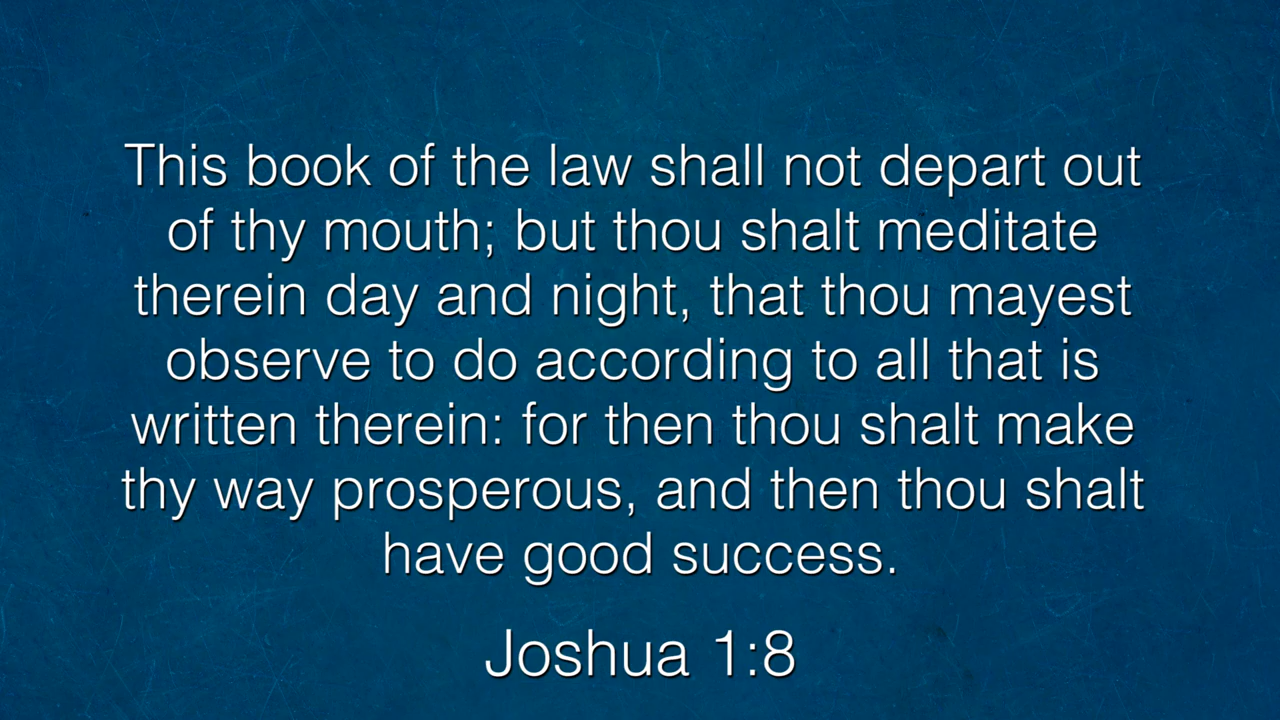 This book of the law shall not depart out
of thy mouth; but thou shalt meditate
therein day and night, that thou mayest
observe to do according to all that is
written therein: for then thou shalt make
thy way prosperous, and then thou shalt
have good success.
Joshua 1:8